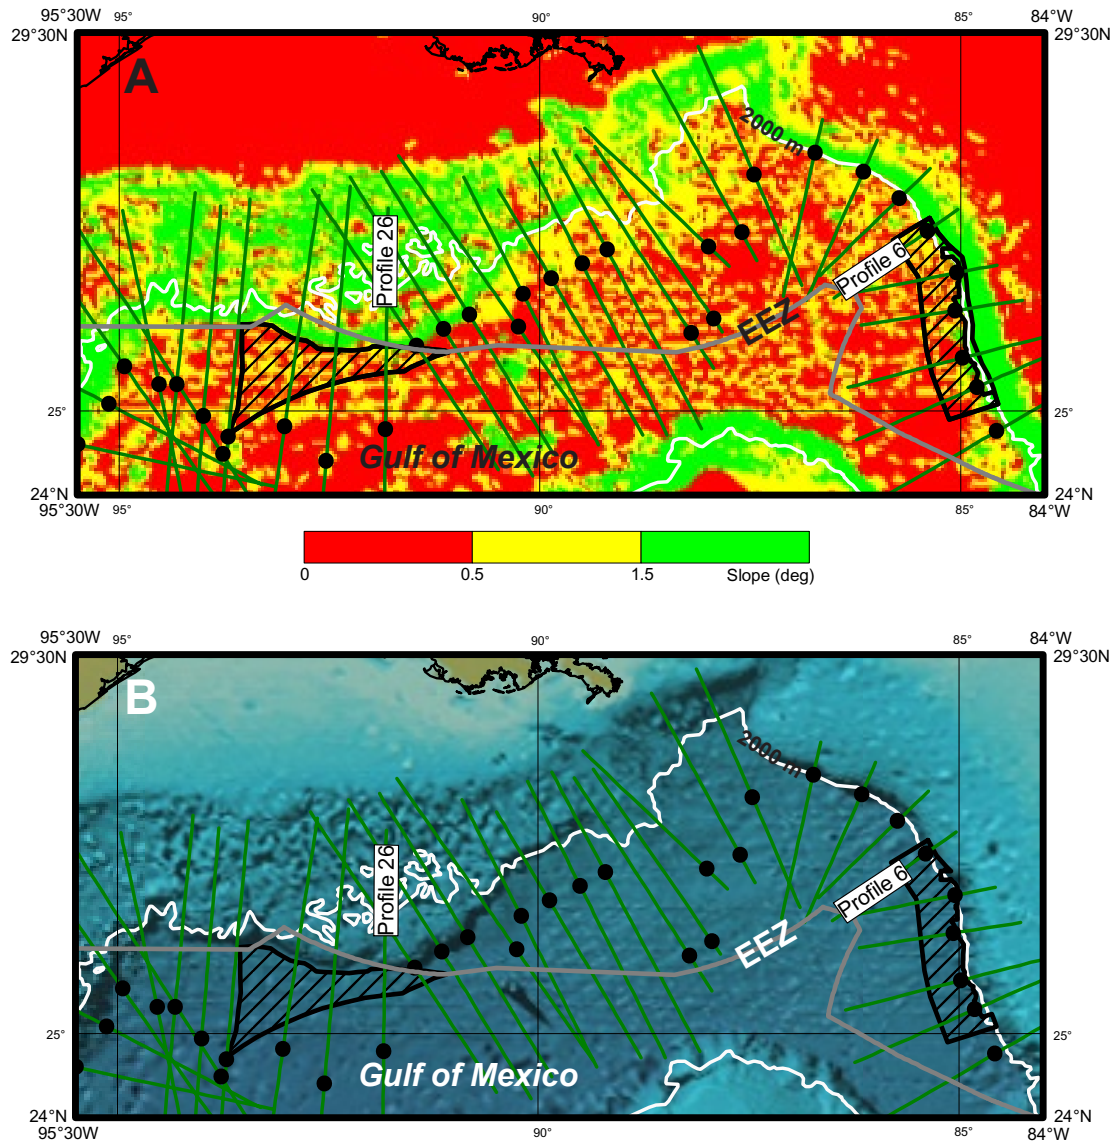 95°30W 95° 90° 85° 84°W
29°30N 29°30N
A
2000 m
Profile 26
Profile 6
EEZ
25° 25°
Gulf of Mexico
24°N 24°N
95°30W 95° 90° 85° 84°W
0 0.5 1.5 Slope (deg)
95°30W 95° 90° 85° 84°W
29°30N 29°30N
B
2000 m
Profile 26
Profile 6
EEZ
25° 25°
Gulf of Mexico
24°N 24°N
95°30W 90° 85° 84°W